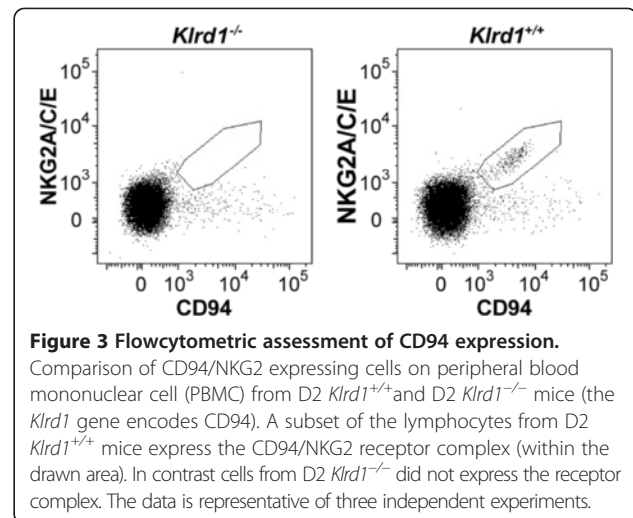 Klrd1-/-
Klrd1+/+
NKG2A/C/E
10⁵
10⁴
10³
0
0 10³ 10⁴ 10⁵
CD94
NKG2A/C/E
10⁵
10⁴
10³
0
0 10³ 10⁴ 10⁵
CD94
Figure 3 Flowcytometric assessment of CD94 expression.
Comparison of CD94/NKG2 expressing cells on peripheral blood
mononuclear cell (PBMC) from D2 Klrd1+/+and D2 Klrd1−/− mice (the
Klrd1 gene encodes CD94). A subset of the lymphocytes from D2
Klrd1+/+ mice express the CD94/NKG2 receptor complex (within the
drawn area). In contrast cells from D2 Klrd1−/− did not express the receptor
complex. The data is representative of three independent experiments.